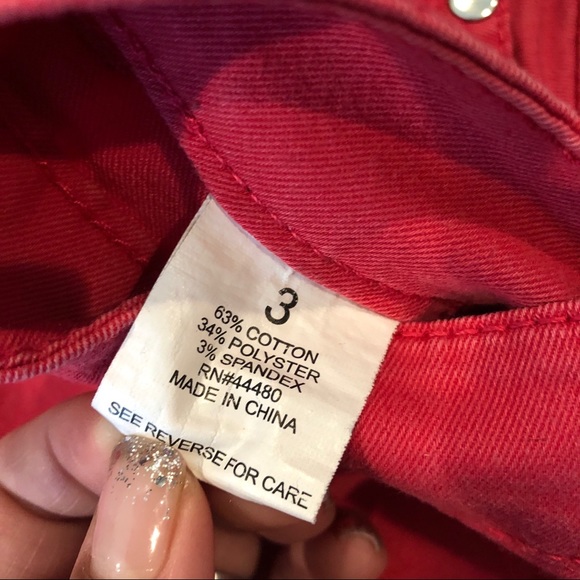 3
63% COTTON
34% POLYSTER
3% SPANDEX
RN#44480
MADE IN CHINA
SEE REVERSE FOR CARE